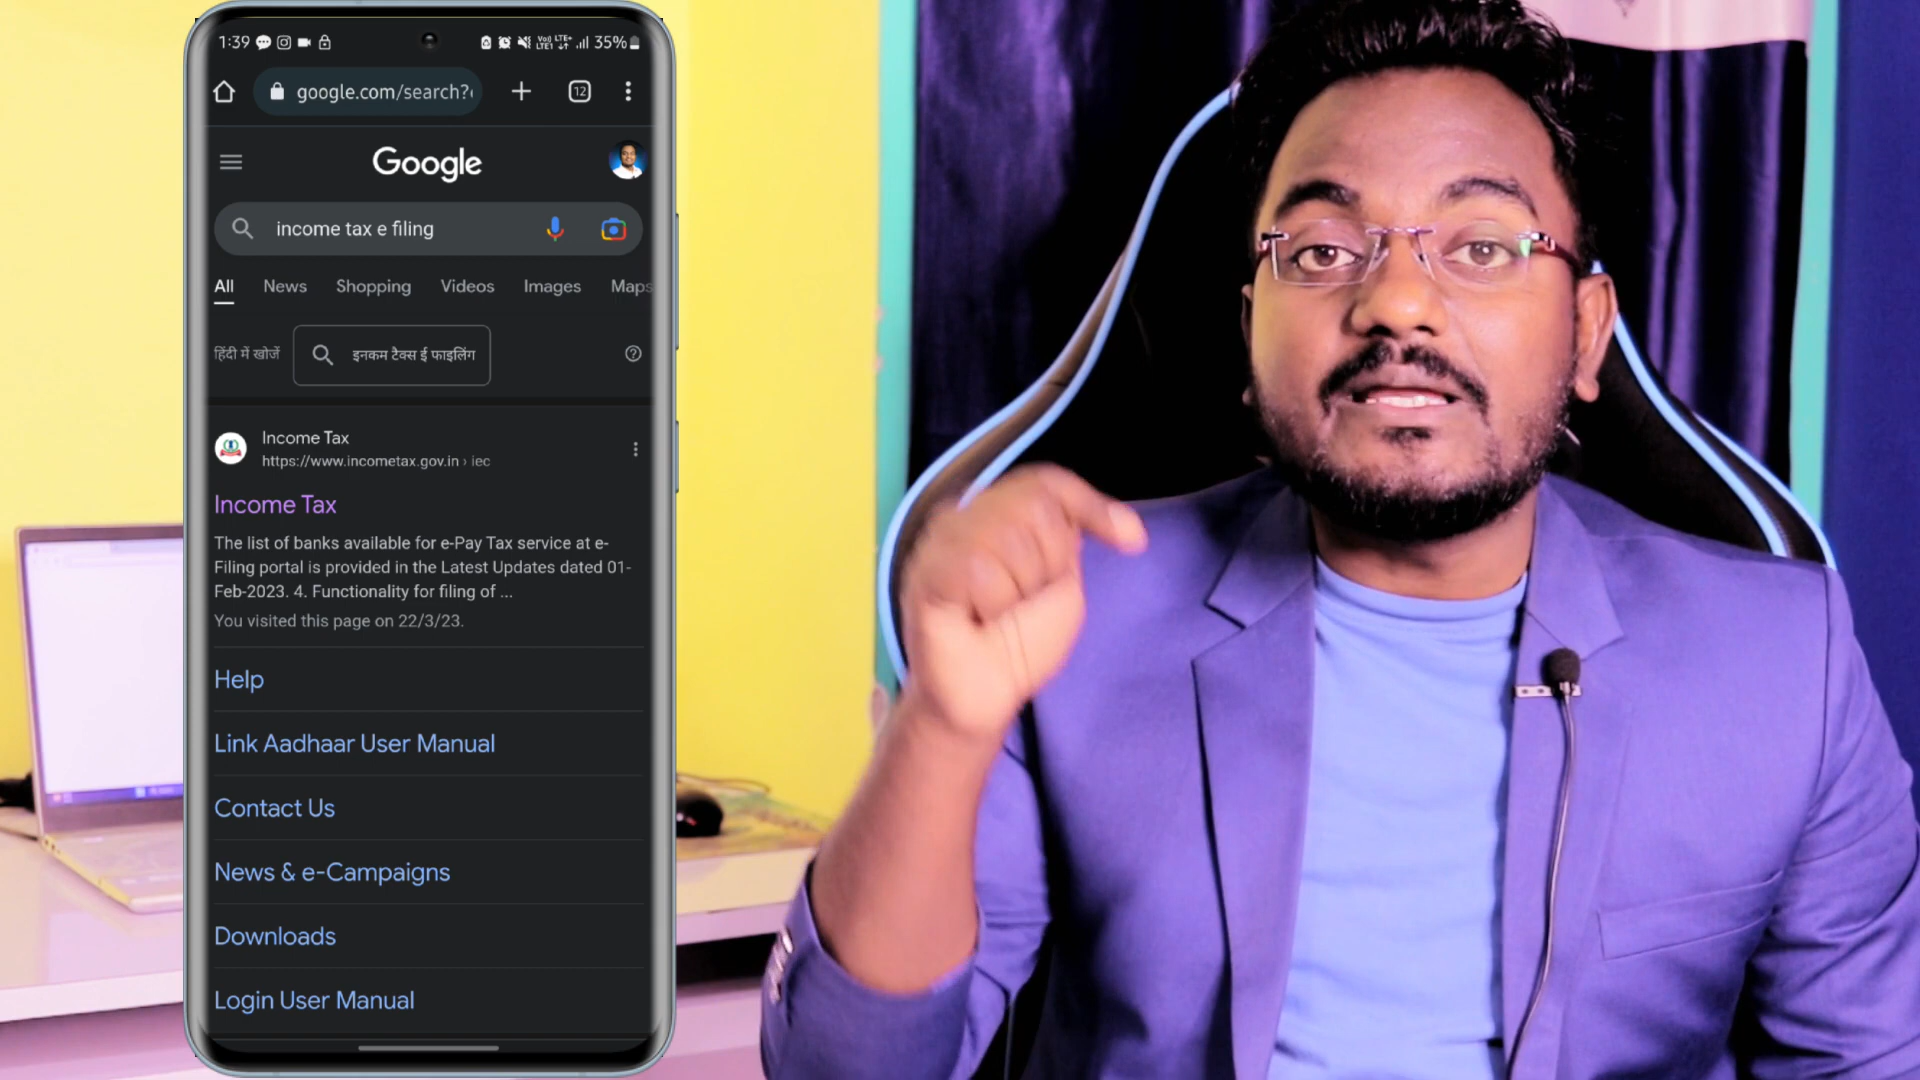 1:39 35%
google.com/search?
12
Google
income tax e filing
All News Shopping Videos Images Maps
हिंदी में खोजें इनकम टैक्स ई फाइलिंग
Income Tax
https://www.incometax.gov.in › iec
Income Tax
The list of banks available for e-Pay Tax service at e-
Filing portal is provided in the Latest Updates dated 01-
Feb-2023. 4. Functionality for filing of ...
You visited this page on 22/3/23.
Help
Link Aadhaar User Manual
Contact Us
News & e-Campaigns
Downloads
Login User Manual